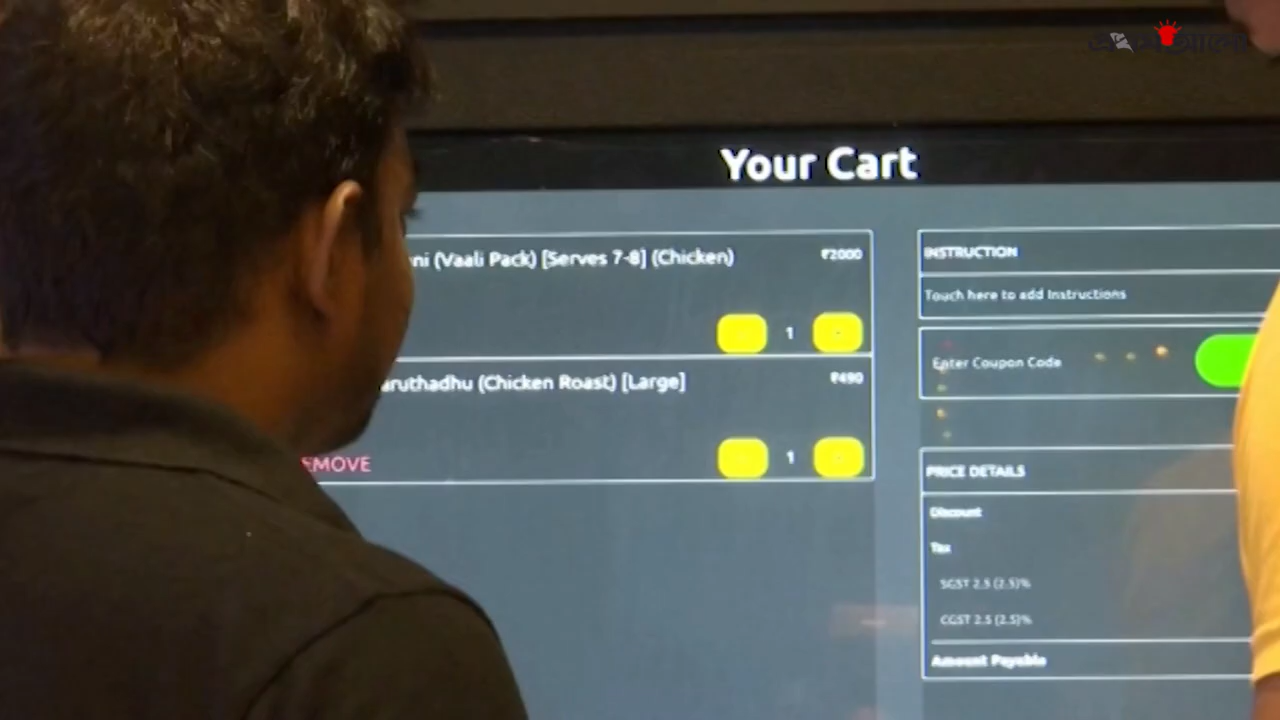 Your Cart
ni (Vaali Pack) [Serves 7-8] (Chicken) ₹2000
1
aruthadhu (Chicken Roast) [Large] ₹490
EMOVE
1
INSTRUCTION
Touch here to add Instructions
Enter Coupon Code
PRICE DETAILS
Discount
Tax
SGST 2.5 (2.5)%
CGST 2.5 (2.5)%
Amount Payable